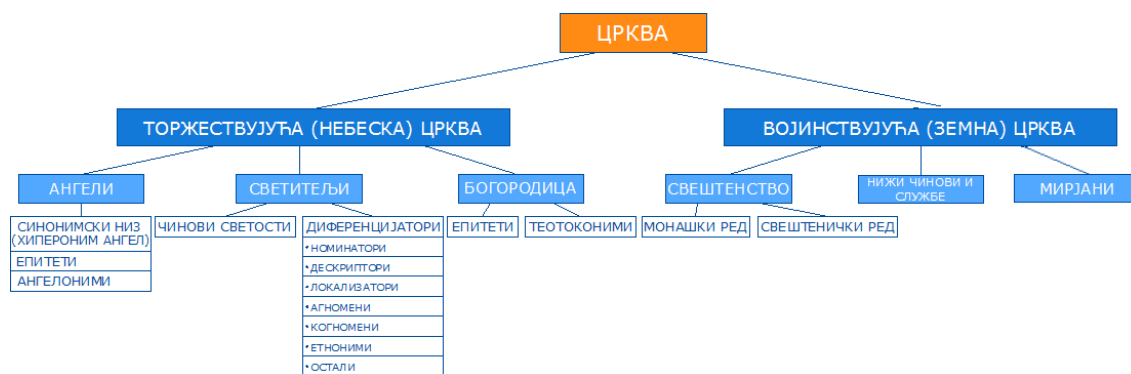 ЦРКВА
ТОРЖЕСТВУЈУЋА (НЕБЕСКА) ЦРКВА
ВОЈИНСТВУЈУЋА (ЗЕМНА) ЦРКВА
АНГЕЛИ
СВЕТИТЕЉИ
БОГОРОДИЦА
СВЕШТЕНСТВО
НИЖИ ЧИНОВИ И
СЛУЖБЕ
МИРЈАНИ
СИНОНИМСКИ НИЗ
(ХИПЕРОНИМ АНГЕЛ)
ЕПИТЕТИ
АНГЕЛОНИМИ
ЧИНОВИ СВЕТОСТИ
ДИФЕРЕНЦИЈАТОРИ
•НОМИНАТОРИ
•ДЕСКРИПТОРИ
•ЛОКАЛИЗАТОРИ
•АГНОМЕНИ
•КОГНОМЕНИ
•ЕТНОНИМИ
•ОСТАЛИ
ЕПИТЕТИ
ТЕОТОКОНИМИ
МОНАШКИ РЕД
СВЕШТЕНИЧКИ РЕД